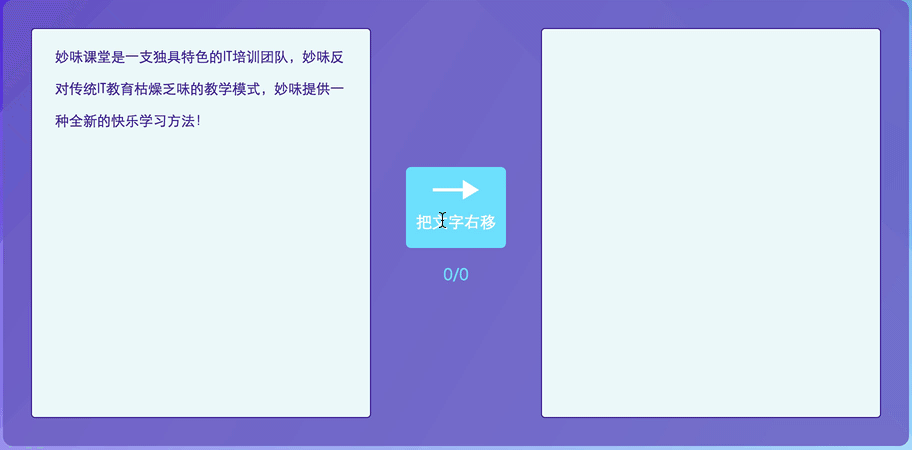 妙味课堂是一支独具特色的IT培训团队，妙味反
对传统IT教育枯燥乏味的教学模式，妙味提供一
种全新的快乐学习方法！
把文字右移
0/0